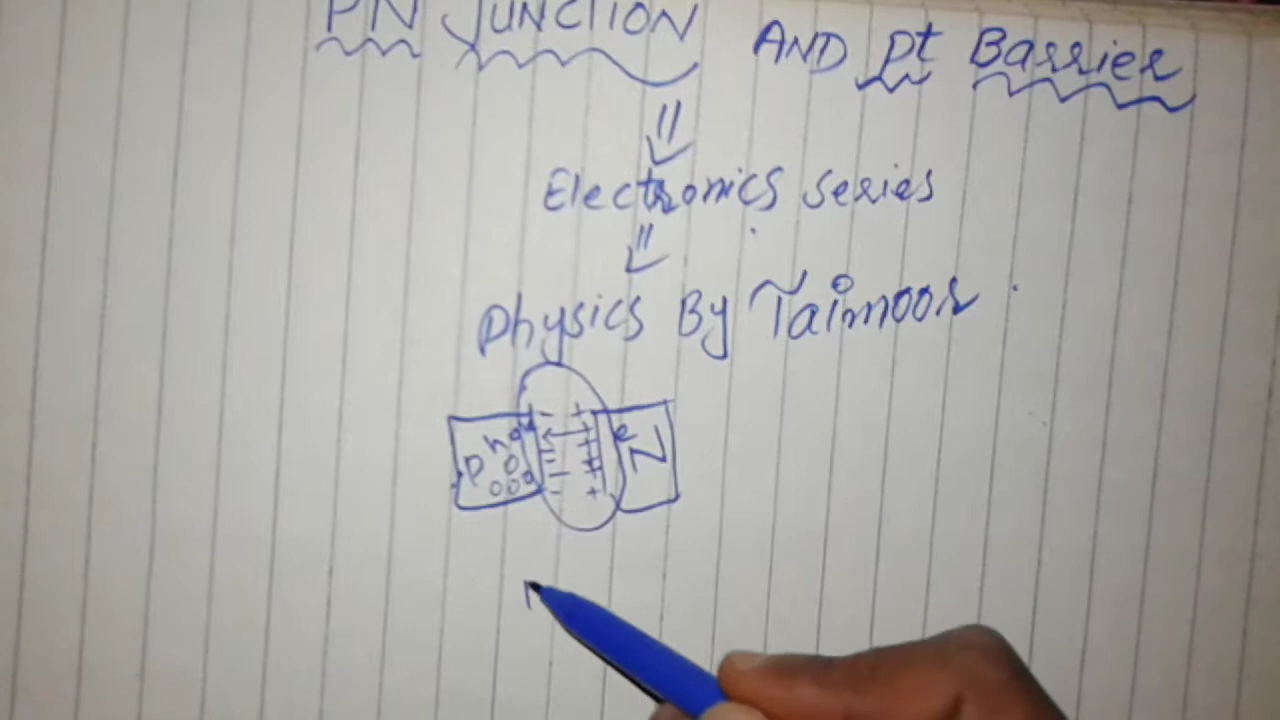 PN JUNCTION AND Pt Barrier
Electronics series
Physics By Taimoor
P h e N